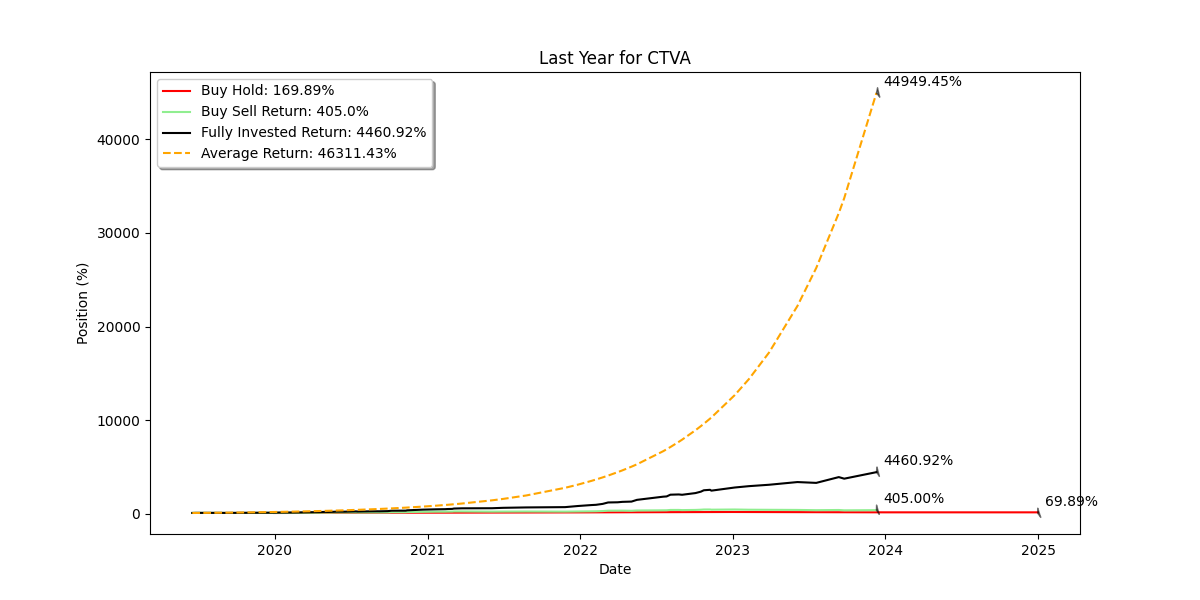 Last Year for CTVA
Buy Hold: 169.89%
Buy Sell Return: 405.0%
Fully Invested Return: 4460.92%
Average Return: 46311.43%
44949.45%
4460.92%
405.00%
69.89%
Position (%)
40000
30000
20000
10000
0
2020
2021
2022
2023
2024
2025
Date